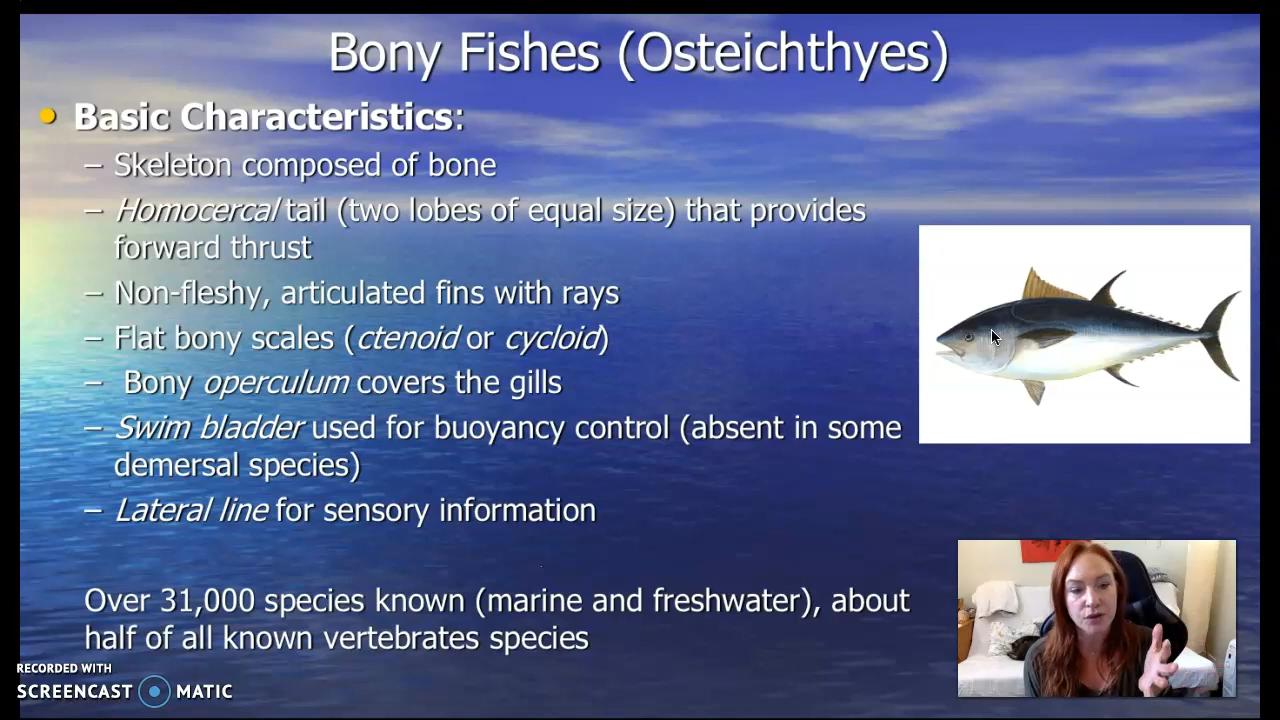 Bony Fishes (Osteichthyes)
• Basic Characteristics:
– Skeleton composed of bone
– Homocercal tail (two lobes of equal size) that provides
forward thrust
– Non-fleshy, articulated fins with rays
– Flat bony scales (ctenoid or cycloid)
– Bony operculum covers the gills
– Swim bladder used for buoyancy control (absent in some
demersal species)
– Lateral line for sensory information
Over 31,000 species known (marine and freshwater), about
half of all known vertebrates species
RECORDED WITH
SCREENCAST MATIC